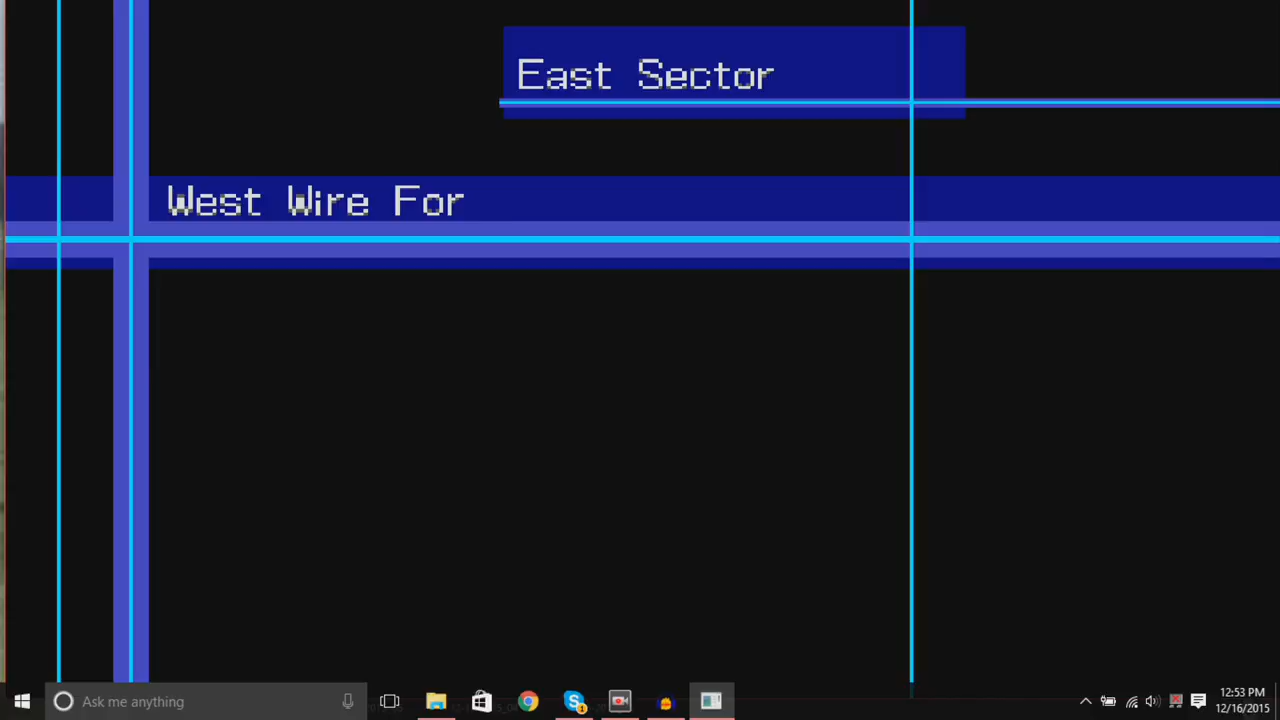 East Sector
West Wire For
Ask me anything
12:53 PM
12/16/2015